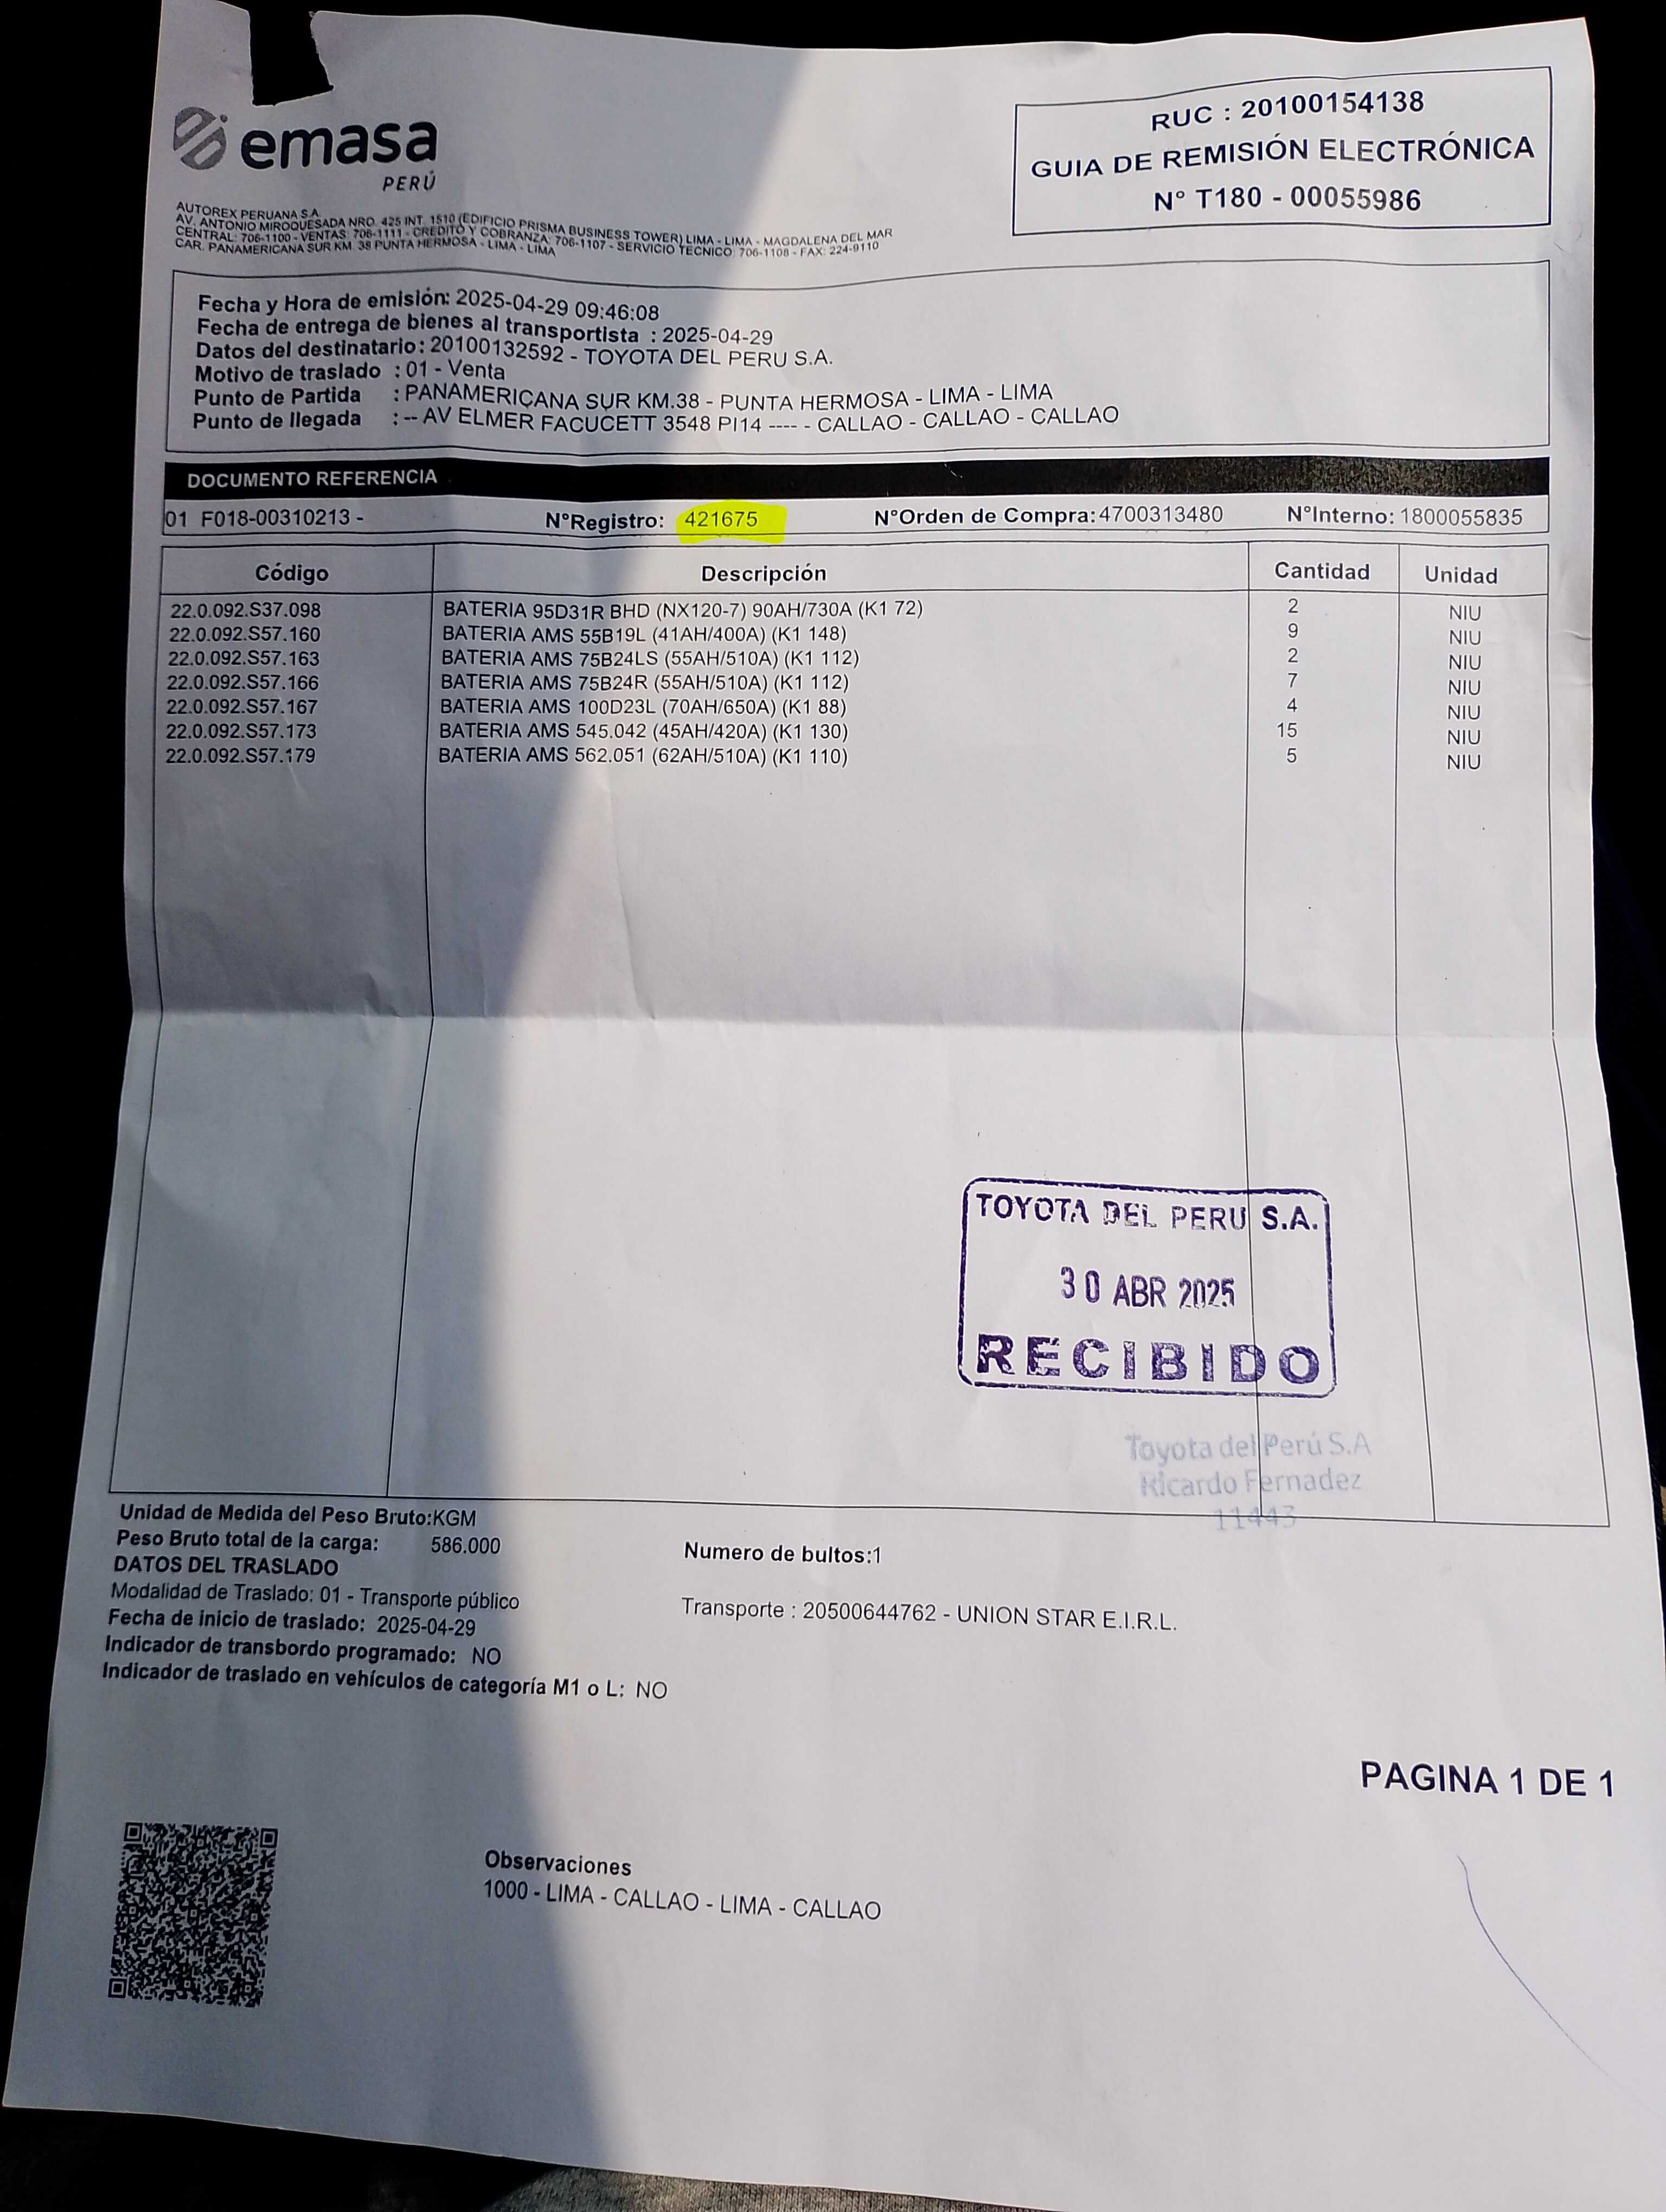 emasa
PERÚ
RUC : 20100154138
GUIA DE REMISIÓN ELECTRÓNICA
N° T180 - 00055986
AUTOREX PERUANA S.A.
AV. ANTONIO MIROQUESADA NRO. 425 INT. 1510 (EDIFICIO PRISMA BUSINESS TOWER) LIMA - LIMA - MAGDALENA DEL MAR
CENTRAL: 706-1100 - VENTAS: 706-1111 - CREDITO Y COBRANZA: 706-1107 - SERVICIO TECNICO: 706-1108 - FAX: 224-9110
CAR. PANAMERICANA SUR KM. 38 PUNTA HERMOSA - LIMA - LIMA
Fecha y Hora de emisión: 2025-04-29 09:46:08
Fecha de entrega de bienes al transportista : 2025-04-29
Datos del destinatario: 20100132592 - TOYOTA DEL PERU S.A.
Motivo de traslado : 01 - Venta
Punto de Partida : PANAMERICANA SUR KM.38 - PUNTA HERMOSA - LIMA - LIMA
Punto de llegada : -- AV ELMER FACUCETT 3548 PI14 ---- - CALLAO - CALLAO - CALLAO
DOCUMENTO REFERENCIA
01 F018-00310213 - N°Registro: 421675 N°Orden de Compra: 4700313480 N°Interno: 1800055835
Código Descripción Cantidad Unidad
22.0.092.S37.098 BATERIA 95D31R BHD (NX120-7) 90AH/730A (K1 72) 2 NIU
22.0.092.S57.160 BATERIA AMS 55B19L (41AH/400A) (K1 148) 9 NIU
22.0.092.S57.163 BATERIA AMS 75B24LS (55AH/510A) (K1 112) 2 NIU
22.0.092.S57.166 BATERIA AMS 75B24R (55AH/510A) (K1 112) 7 NIU
22.0.092.S57.167 BATERIA AMS 100D23L (70AH/650A) (K1 88) 4 NIU
22.0.092.S57.173 BATERIA AMS 545.042 (45AH/420A) (K1 130) 15 NIU
22.0.092.S57.179 BATERIA AMS 562.051 (62AH/510A) (K1 110) 5 NIU
TOYOTA DEL PERU S.A.
30 ABR 2025
RECIBIDO
Toyota del Perú S.A
Ricardo Fernadez
11443
Unidad de Medida del Peso Bruto:KGM
Peso Bruto total de la carga: 586.000 Numero de bultos:1
DATOS DEL TRASLADO
Modalidad de Traslado: 01 - Transporte público Transporte : 20500644762 - UNION STAR E.I.R.L.
Fecha de inicio de traslado: 2025-04-29
Indicador de transbordo programado: NO
Indicador de traslado en vehículos de categoría M1 o L: NO
PAGINA 1 DE 1
Observaciones
1000 - LIMA - CALLAO - LIMA - CALLAO